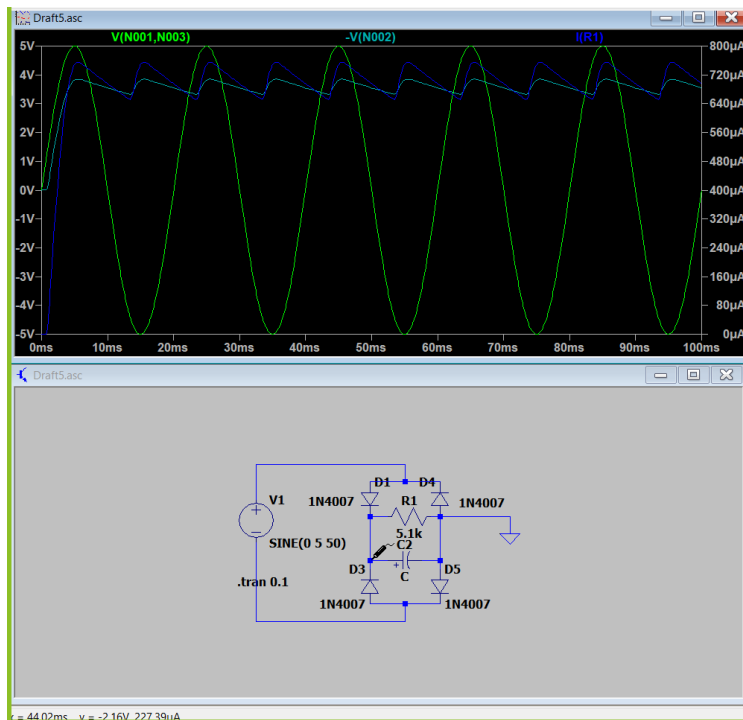 Draft5.asc
V(N001,N003) -V(N002) I(R1)
5V 800µA
4V 720µA
3V 640µA
2V 560µA
1V 480µA
0V 400µA
-1V 320µA
-2V 240µA
-3V 160µA
-4V 80µA
-5V 0µA
0ms 10ms 20ms 30ms 40ms 50ms 60ms 70ms 80ms 90ms 100ms
Draft5.asc
D1 D4
V1 1N4007 R1 1N4007
5.1k
SINE(0 5 50) C2
D3 + C D5
.tran 0.1
1N4007 1N4007
x = 44.02ms y = -2.16V, 227.39µA